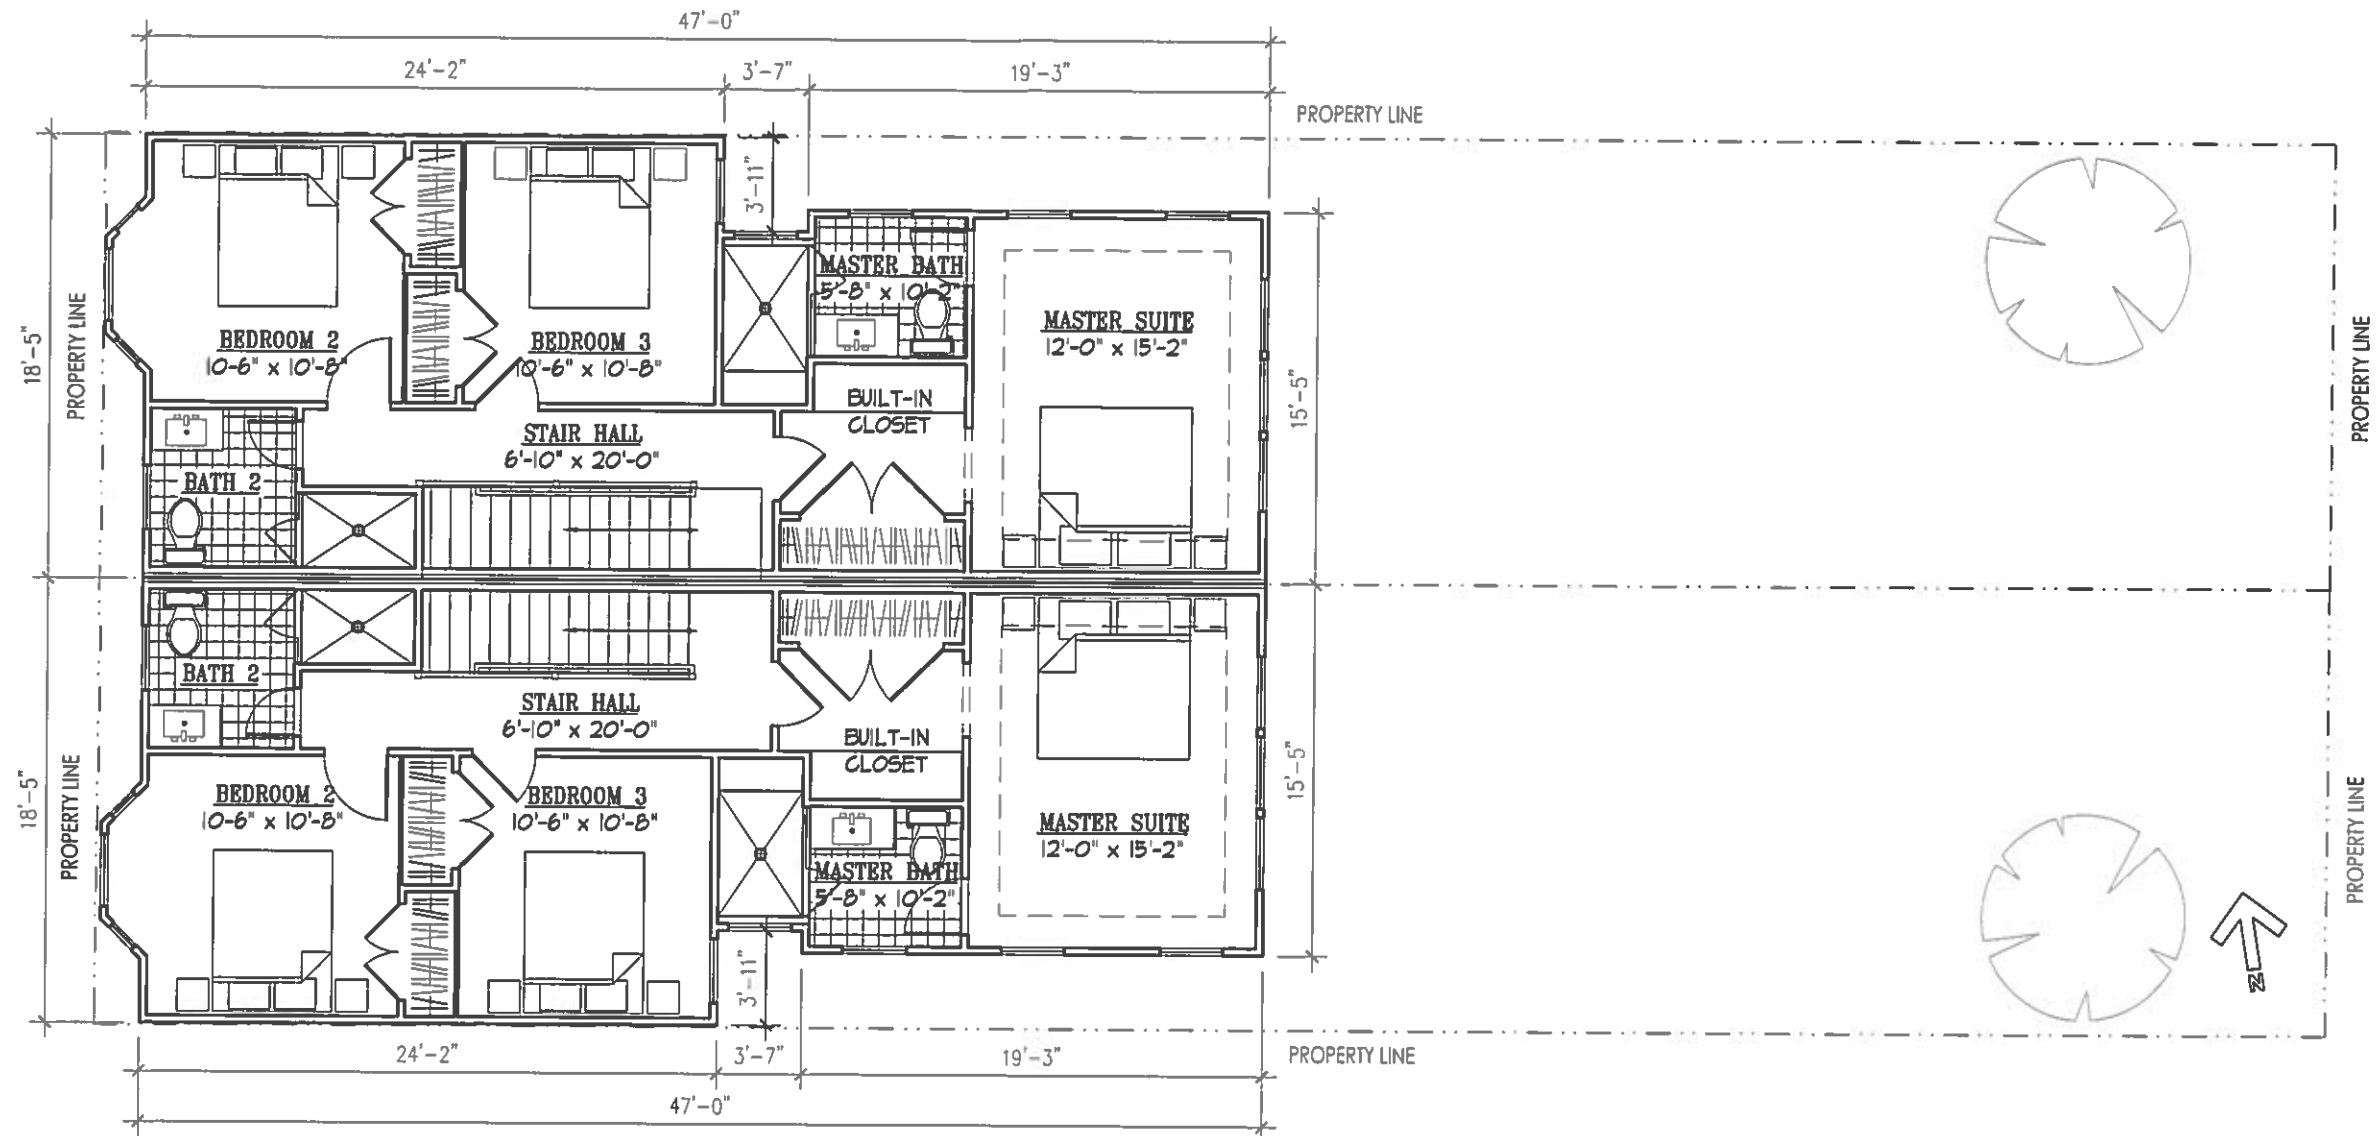 47'-0"
24'-2"
3'-7"
19'-3"
PROPERTY LINE
3'-11"
18'-5"
PROPERTY LINE
BEDROOM 2
10-6" x 10'-8"
BEDROOM 3
10'-6" x 10'-8"
MASTER BATH
5'-8" x 10'-2"
MASTER SUITE
12'-0" x 15'-2"
PROPERTY LINE
15'-5"
BUILT-IN
CLOSET
STAIR HALL
6'-10" x 20'-0"
BATH 2
BATH 2
STAIR HALL
6'-10" x 20'-0"
BUILT-IN
CLOSET
18'-5"
PROPERTY LINE
BEDROOM 2
10-6" x 10'-8"
BEDROOM 3
10'-6" x 10'-8"
MASTER BATH
5'-8" x 10'-2"
MASTER SUITE
12'-0" x 15'-2"
15'-5"
PROPERTY LINE
N
3'-11"
24'-2"
3'-7"
19'-3"
PROPERTY LINE
47'-0"